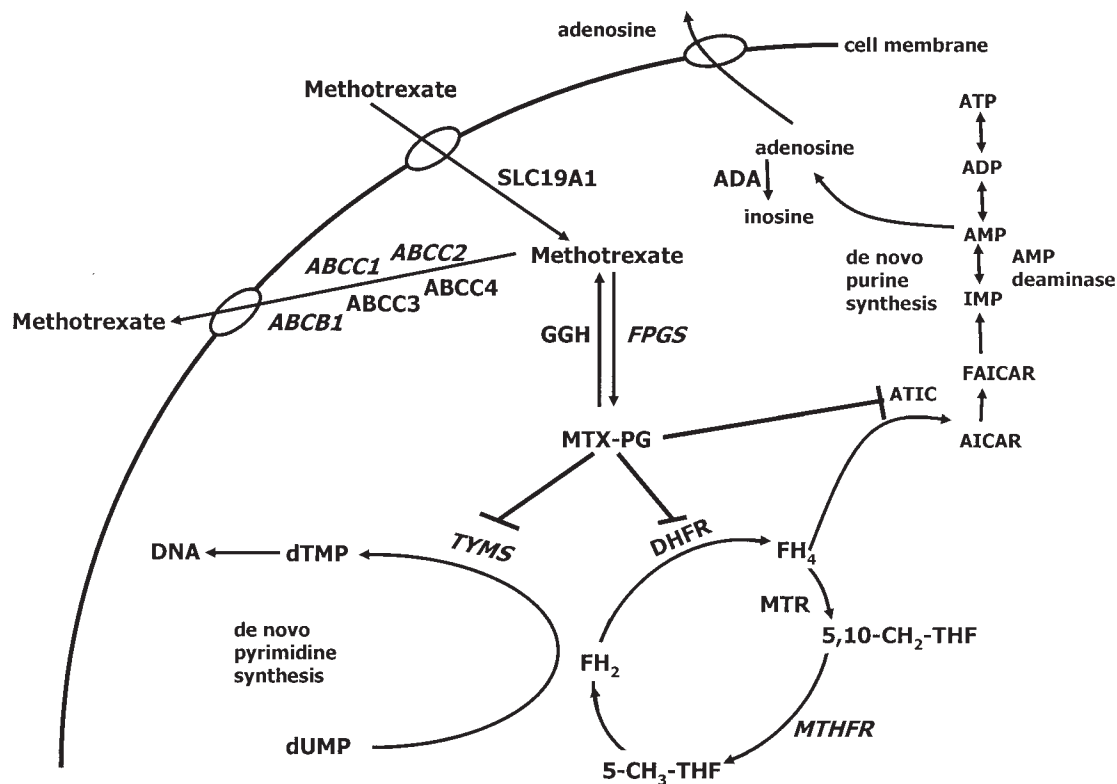 adenosine
cell membrane
Methotrexate
ATP
adenosine
ADP
ADA
SLC19A1
inosine
AMP
ABCC1 ABCC2
Methotrexate
de novo
purine
synthesis
AMP
deaminase
IMP
ABCC3 ABCC4
Methotrexate
ABCB1
GGH
FPGS
FAICAR
ATIC
MTX-PG
AICAR
TYMS
DHFR
DNA
dTMP
FH₄
MTR
5,10-CH₂-THF
de novo
pyrimidine
synthesis
FH₂
MTHFR
dUMP
5-CH₃-THF